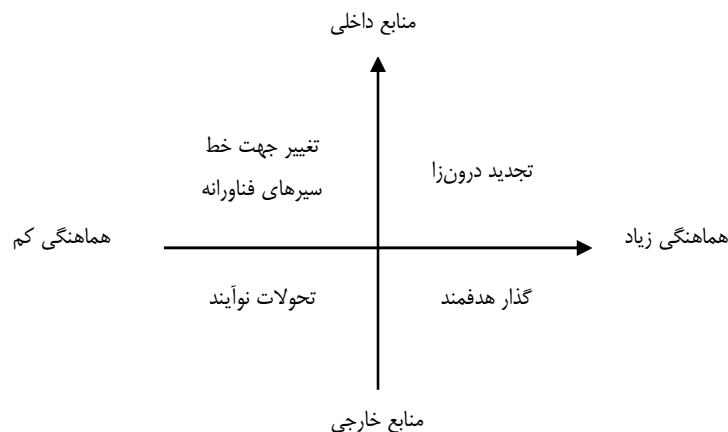 منابع داخلی
تغییر جهت خط
سیرهای فناورانه
تجدید درون‌زا
هماهنگی زیاد
هماهنگی کم
گذار هدفمند
تحولات نوآیند
منابع خارجی